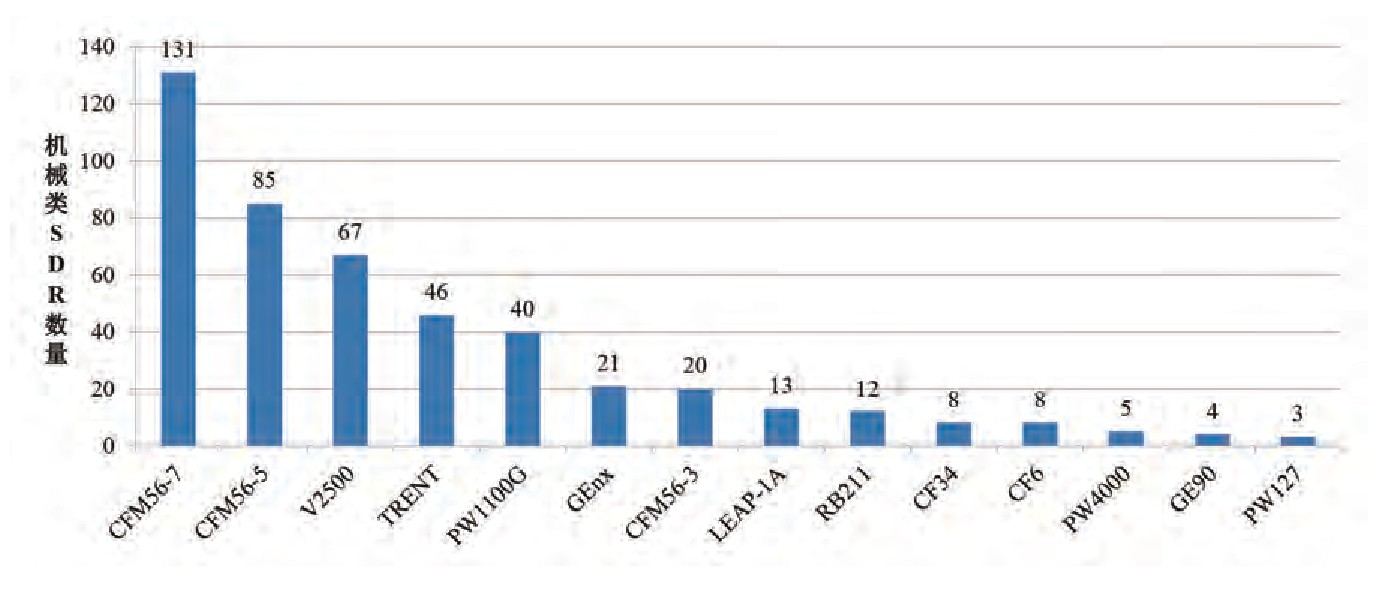 机械类SDR数量
140
120
100
80
60
40
20
0
131
85
67
46
40
21
20
13
12
8
8
5
4
3
CFM56-7
CFM56-5
V2500
TRENT
PW1100G
GEnx
CFM56-3
LEAP-1A
RB211
CF34
CF6
PW4000
GE90
PW127